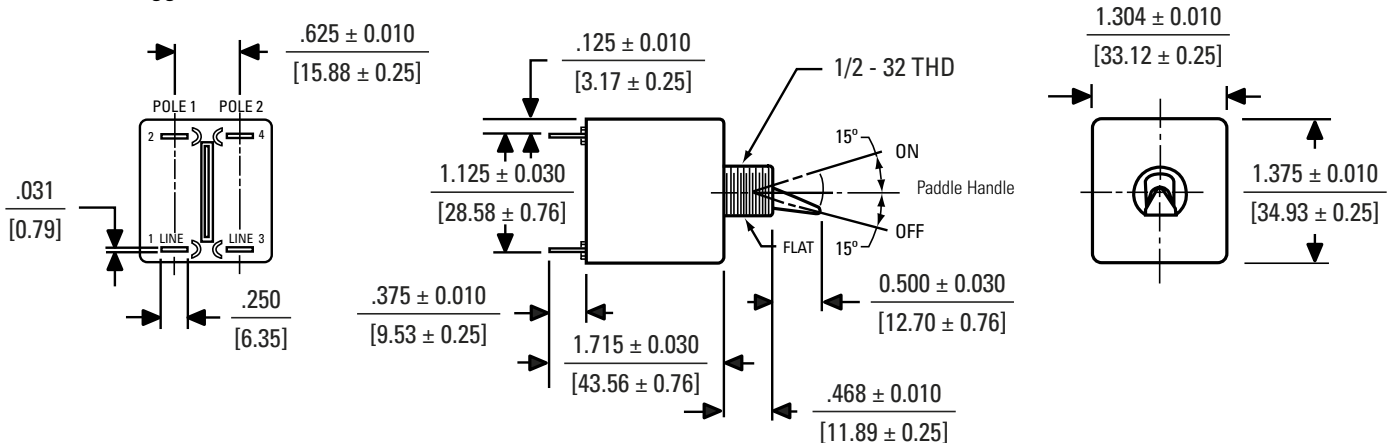 .625 ± 0.010
[15.88 ± 0.25]
POLE 1 POLE 2
2 4
.031
[0.79]
1 LINE LINE 3
.250
[6.35]
.125 ± 0.010
[3.17 ± 0.25]
1/2 - 32 THD
15º
ON
1.125 ± 0.030
[28.58 ± 0.76]
Paddle Handle
OFF
FLAT 15º
.375 ± 0.010
[9.53 ± 0.25]
0.500 ± 0.030
[12.70 ± 0.76]
1.715 ± 0.030
[43.56 ± 0.76]
.468 ± 0.010
[11.89 ± 0.25]
1.304 ± 0.010
[33.12 ± 0.25]
1.375 ± 0.010
[34.93 ± 0.25]